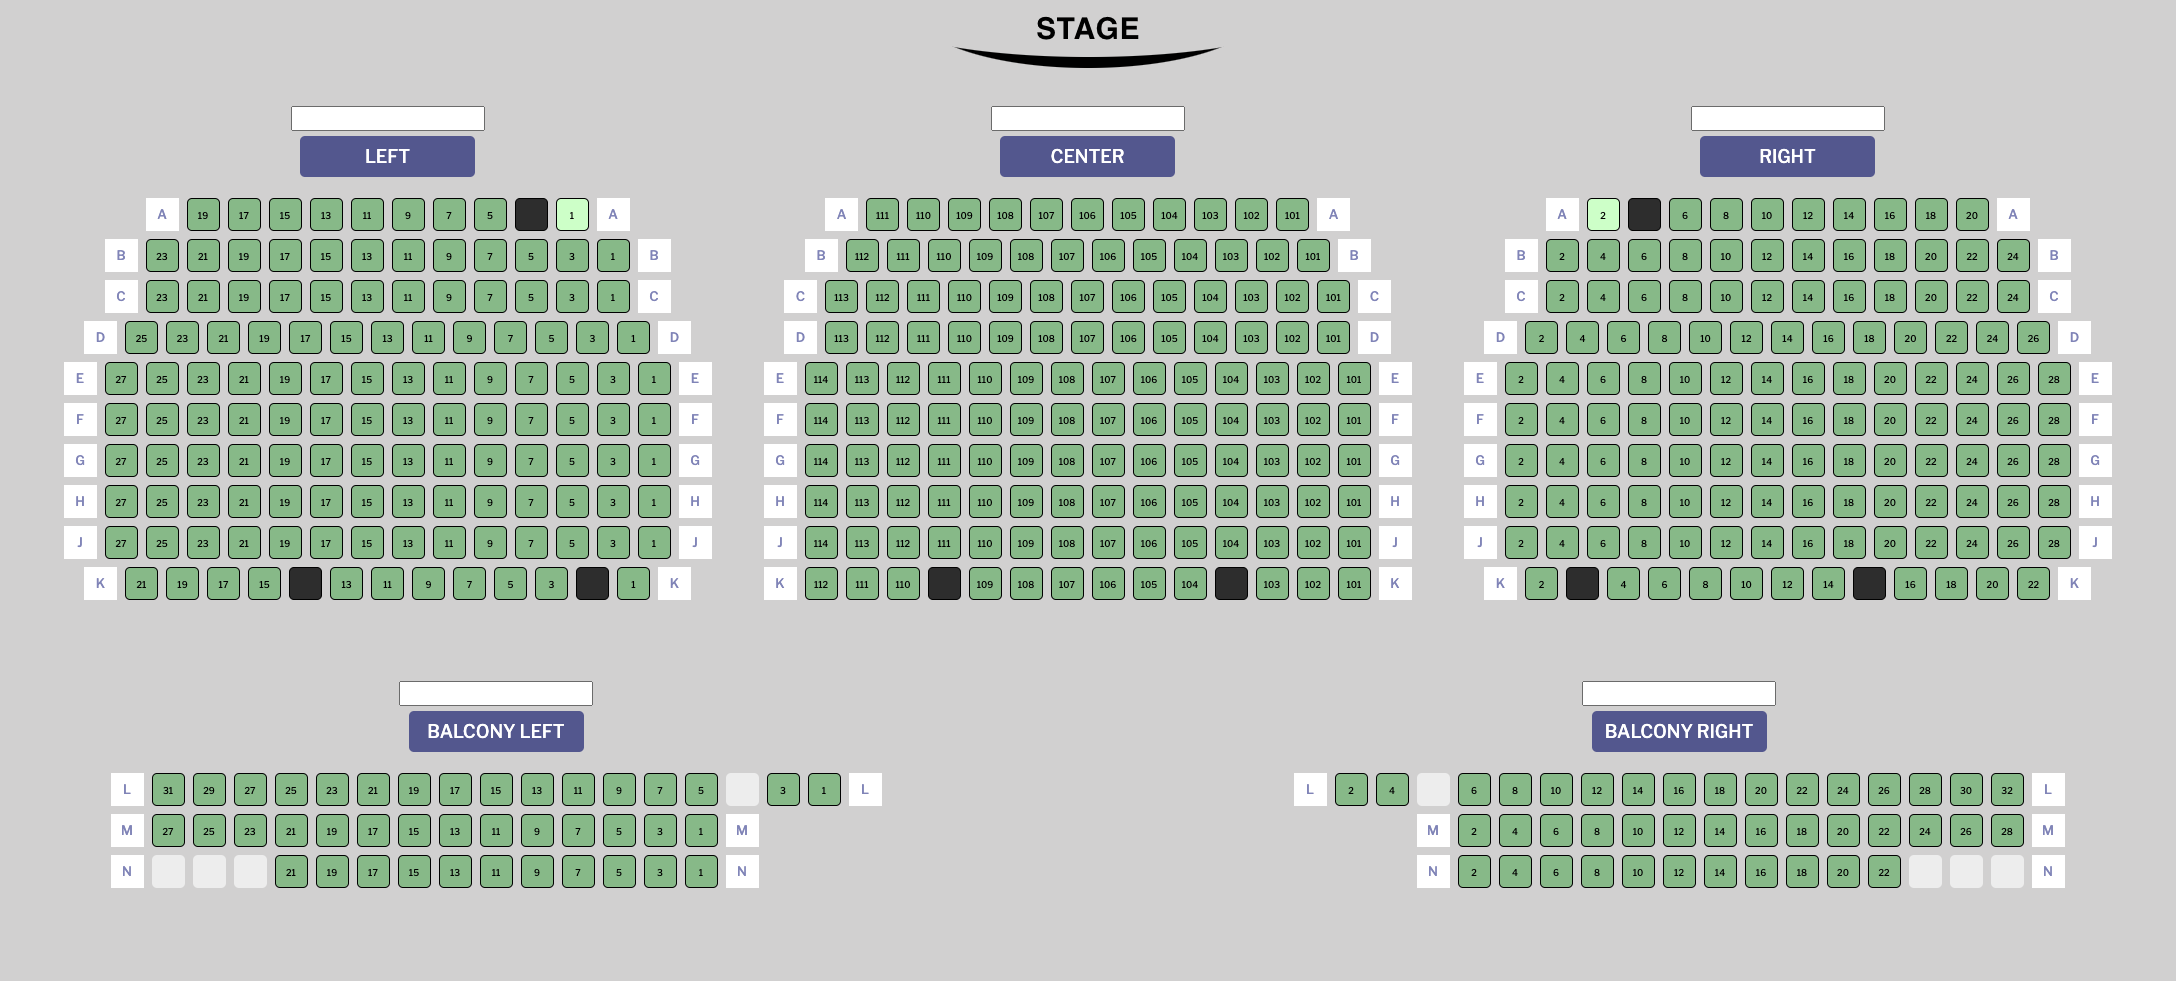 STAGE
LEFT CENTER RIGHT
A 19 17 15 13 11 9 7 5 1 A A 111 110 109 108 107 106 105 104 103 102 101 A A 2 6 8 10 12 14 16 18 20 A
B 23 21 19 17 15 13 11 9 7 5 3 1 B B 112 111 110 109 108 107 106 105 104 103 102 101 B B 2 4 6 8 10 12 14 16 18 20 22 24 B
C 23 21 19 17 15 13 11 9 7 5 3 1 C C 113 112 111 110 109 108 107 106 105 104 103 102 101 C C 2 4 6 8 10 12 14 16 18 20 22 24 C
D 25 23 21 19 17 15 13 11 9 7 5 3 1 D D 113 112 111 110 109 108 107 106 105 104 103 102 101 D D 2 4 6 8 10 12 14 16 18 20 22 24 26 D
E 27 25 23 21 19 17 15 13 11 9 7 5 3 1 E E 114 113 112 111 110 109 108 107 106 105 104 103 102 101 E E 2 4 6 8 10 12 14 16 18 20 22 24 26 28 E
F 27 25 23 21 19 17 15 13 11 9 7 5 3 1 F F 114 113 112 111 110 109 108 107 106 105 104 103 102 101 F F 2 4 6 8 10 12 14 16 18 20 22 24 26 28 F
G 27 25 23 21 19 17 15 13 11 9 7 5 3 1 G G 114 113 112 111 110 109 108 107 106 105 104 103 102 101 G G 2 4 6 8 10 12 14 16 18 20 22 24 26 28 G
H 27 25 23 21 19 17 15 13 11 9 7 5 3 1 H H 114 113 112 111 110 109 108 107 106 105 104 103 102 101 H H 2 4 6 8 10 12 14 16 18 20 22 24 26 28 H
J 27 25 23 21 19 17 15 13 11 9 7 5 3 1 J J 114 113 112 111 110 109 108 107 106 105 104 103 102 101 J J 2 4 6 8 10 12 14 16 18 20 22 24 26 28 J
K 21 19 17 15 13 11 9 7 5 3 1 K K 112 111 110 109 108 107 106 105 104 103 102 101 K K 2 4 6 8 10 12 14 16 18 20 22 K
BALCONY LEFT BALCONY RIGHT
L 31 29 27 25 23 21 19 17 15 13 11 9 7 5 3 1 L L 2 4 6 8 10 12 14 16 18 20 22 24 26 28 30 32 L
M 27 25 23 21 19 17 15 13 11 9 7 5 3 1 M M 2 4 6 8 10 12 14 16 18 20 22 24 26 28 M
N 21 19 17 15 13 11 9 7 5 3 1 N N 2 4 6 8 10 12 14 16 18 20 22 N